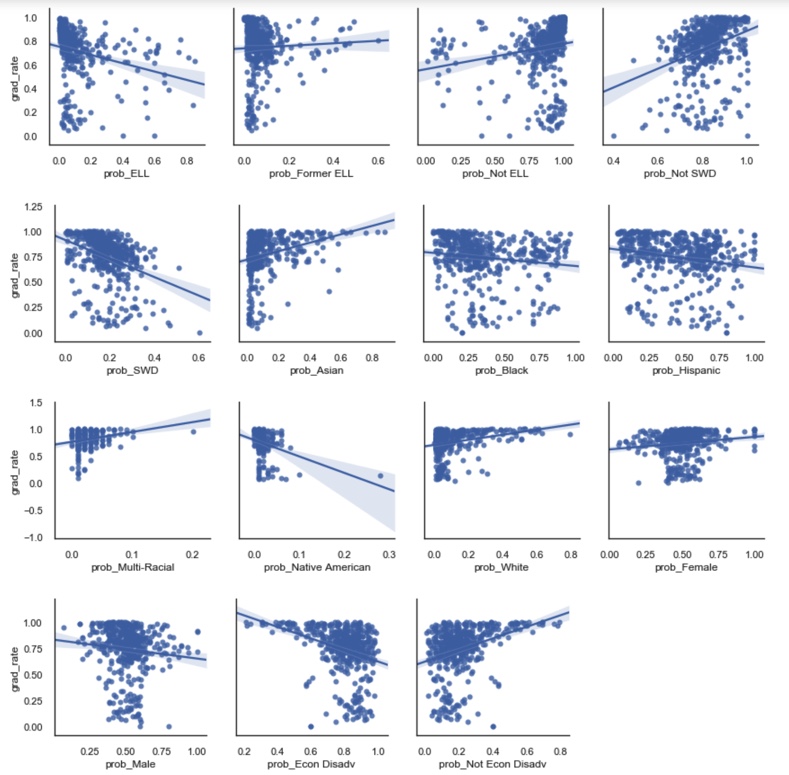 1.0
0.8
0.6
0.4
0.2
0.0
grad_rate
0.0 0.2 0.4 0.6 0.8
prob_ELL
0.0 0.2 0.4 0.6
prob_Former ELL
0.00 0.25 0.50 0.75 1.00
prob_Not ELL
0.4 0.6 0.8 1.0
prob_Not SWD
1.25
1.00
0.75
0.50
0.25
0.00
grad_rate
0.0 0.2 0.4 0.6
prob_SWD
0.0 0.2 0.4 0.6 0.8
prob_Asian
0.00 0.25 0.50 0.75 1.00
prob_Black
0.00 0.25 0.50 0.75 1.00
prob_Hispanic
1.5
1.0
0.5
0.0
−0.5
−1.0
grad_rate
0.0 0.1 0.2
prob_Multi-Racial
0.0 0.1 0.2 0.3
prob_Native American
0.0 0.2 0.4 0.6 0.8
prob_White
0.00 0.25 0.50 0.75 1.00
prob_Female
1.00
0.75
0.50
0.25
0.00
grad_rate
0.25 0.50 0.75 1.00
prob_Male
0.2 0.4 0.6 0.8 1.0
prob_Econ Disadv
0.0 0.2 0.4 0.6 0.8
prob_Not Econ Disadv